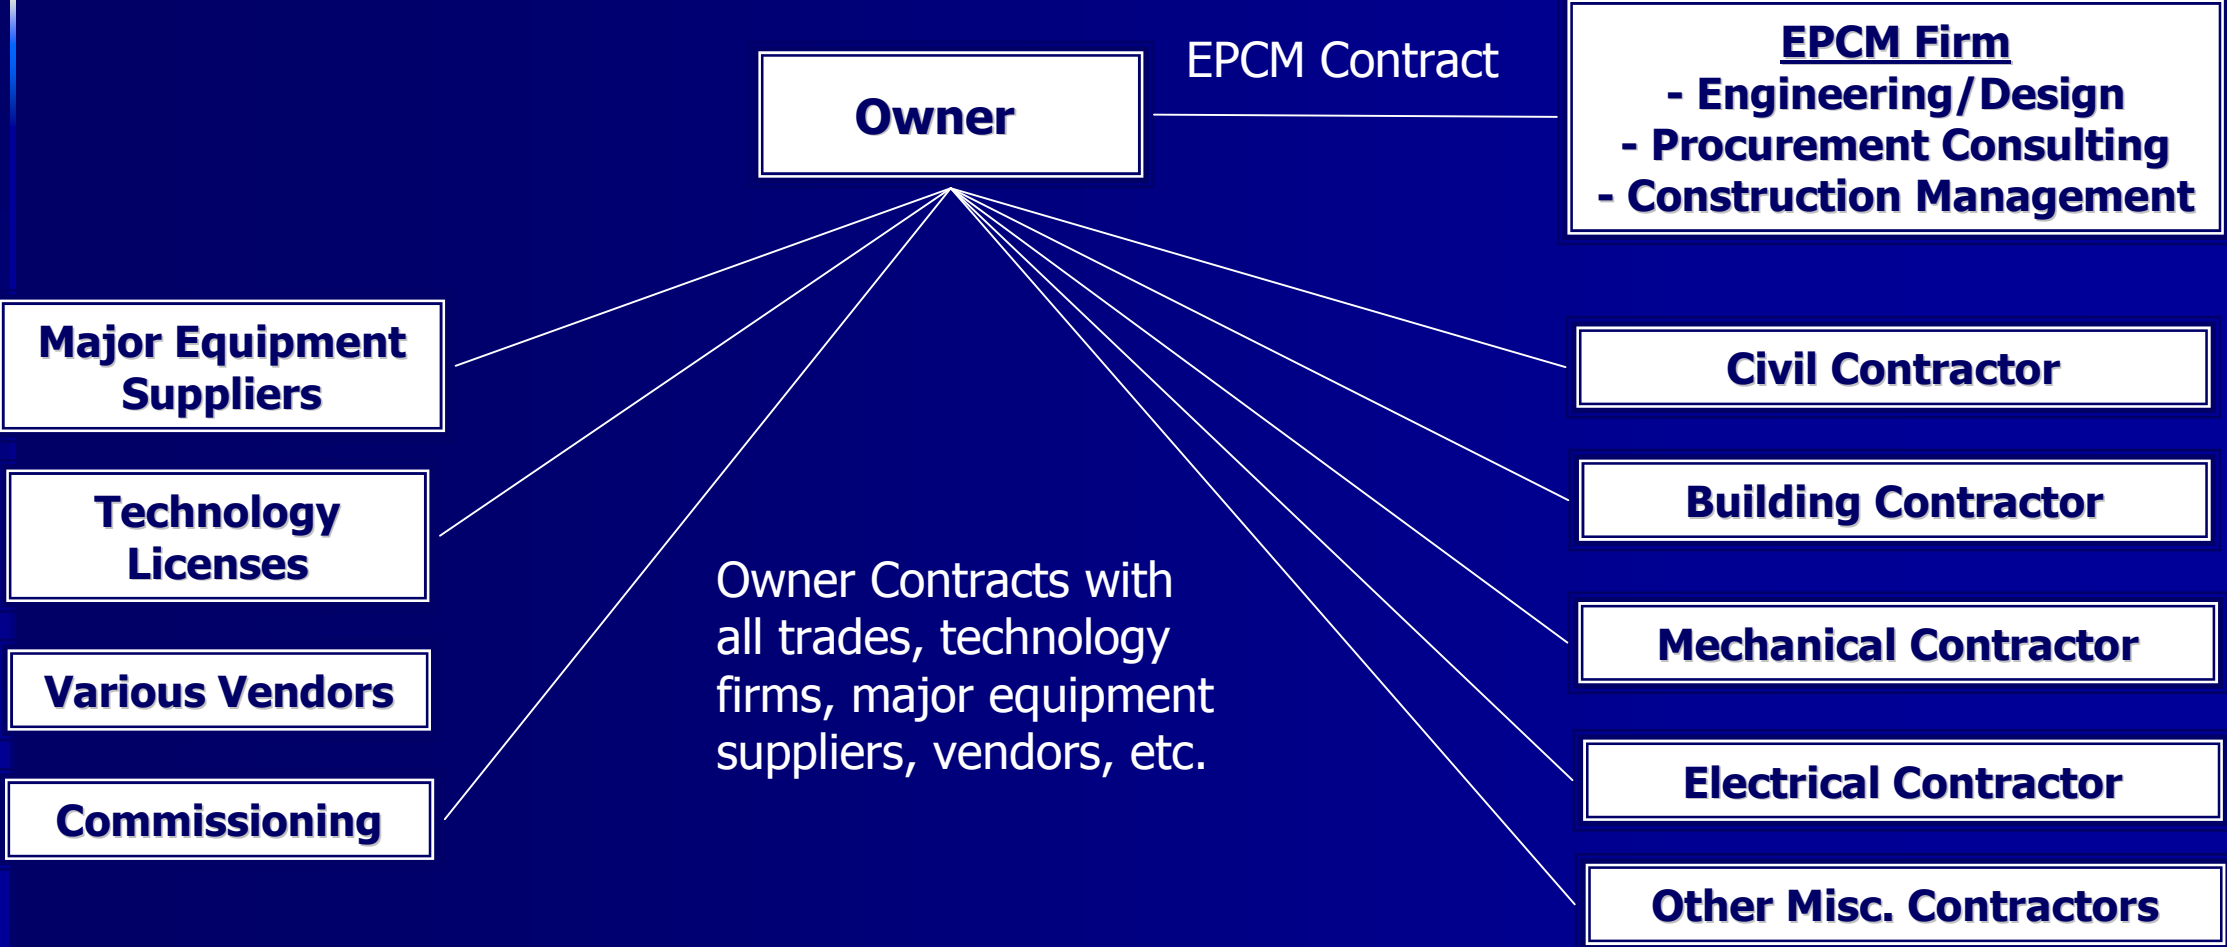 Owner
EPCM Contract
EPCM Firm
- Engineering/Design
- Procurement Consulting
- Construction Management
Major Equipment
Suppliers
Technology
Licenses
Various Vendors
Commissioning
Owner Contracts with
all trades, technology
firms, major equipment
suppliers, vendors, etc.
Civil Contractor
Building Contractor
Mechanical Contractor
Electrical Contractor
Other Misc. Contractors